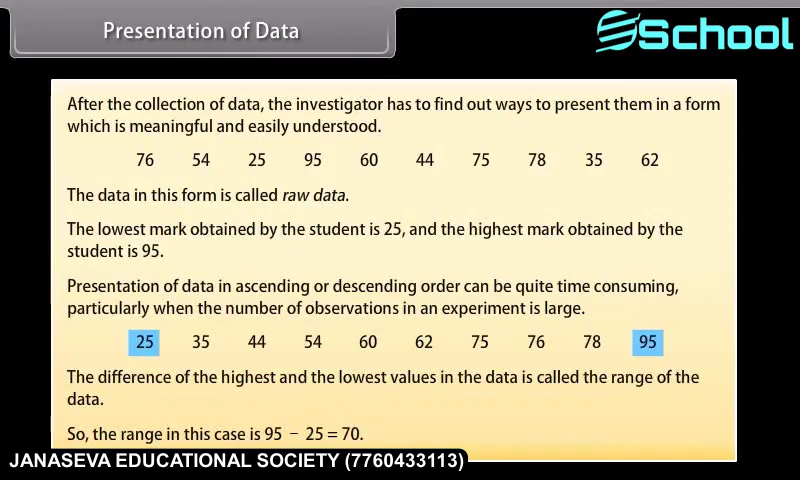 Presentation of Data
School
After the collection of data, the investigator has to find out ways to present them in a form
which is meaningful and easily understood.
76 54 25 95 60 44 75 78 35 62
The data in this form is called raw data.
The lowest mark obtained by the student is 25, and the highest mark obtained by the
student is 95.
Presentation of data in ascending or descending order can be quite time consuming,
particularly when the number of observations in an experiment is large.
25 35 44 54 60 62 75 76 78 95
The difference of the highest and the lowest values in the data is called the range of the
data.
So, the range in this case is 95 − 25 = 70.
JANASEVA EDUCATIONAL SOCIETY (7760433113)